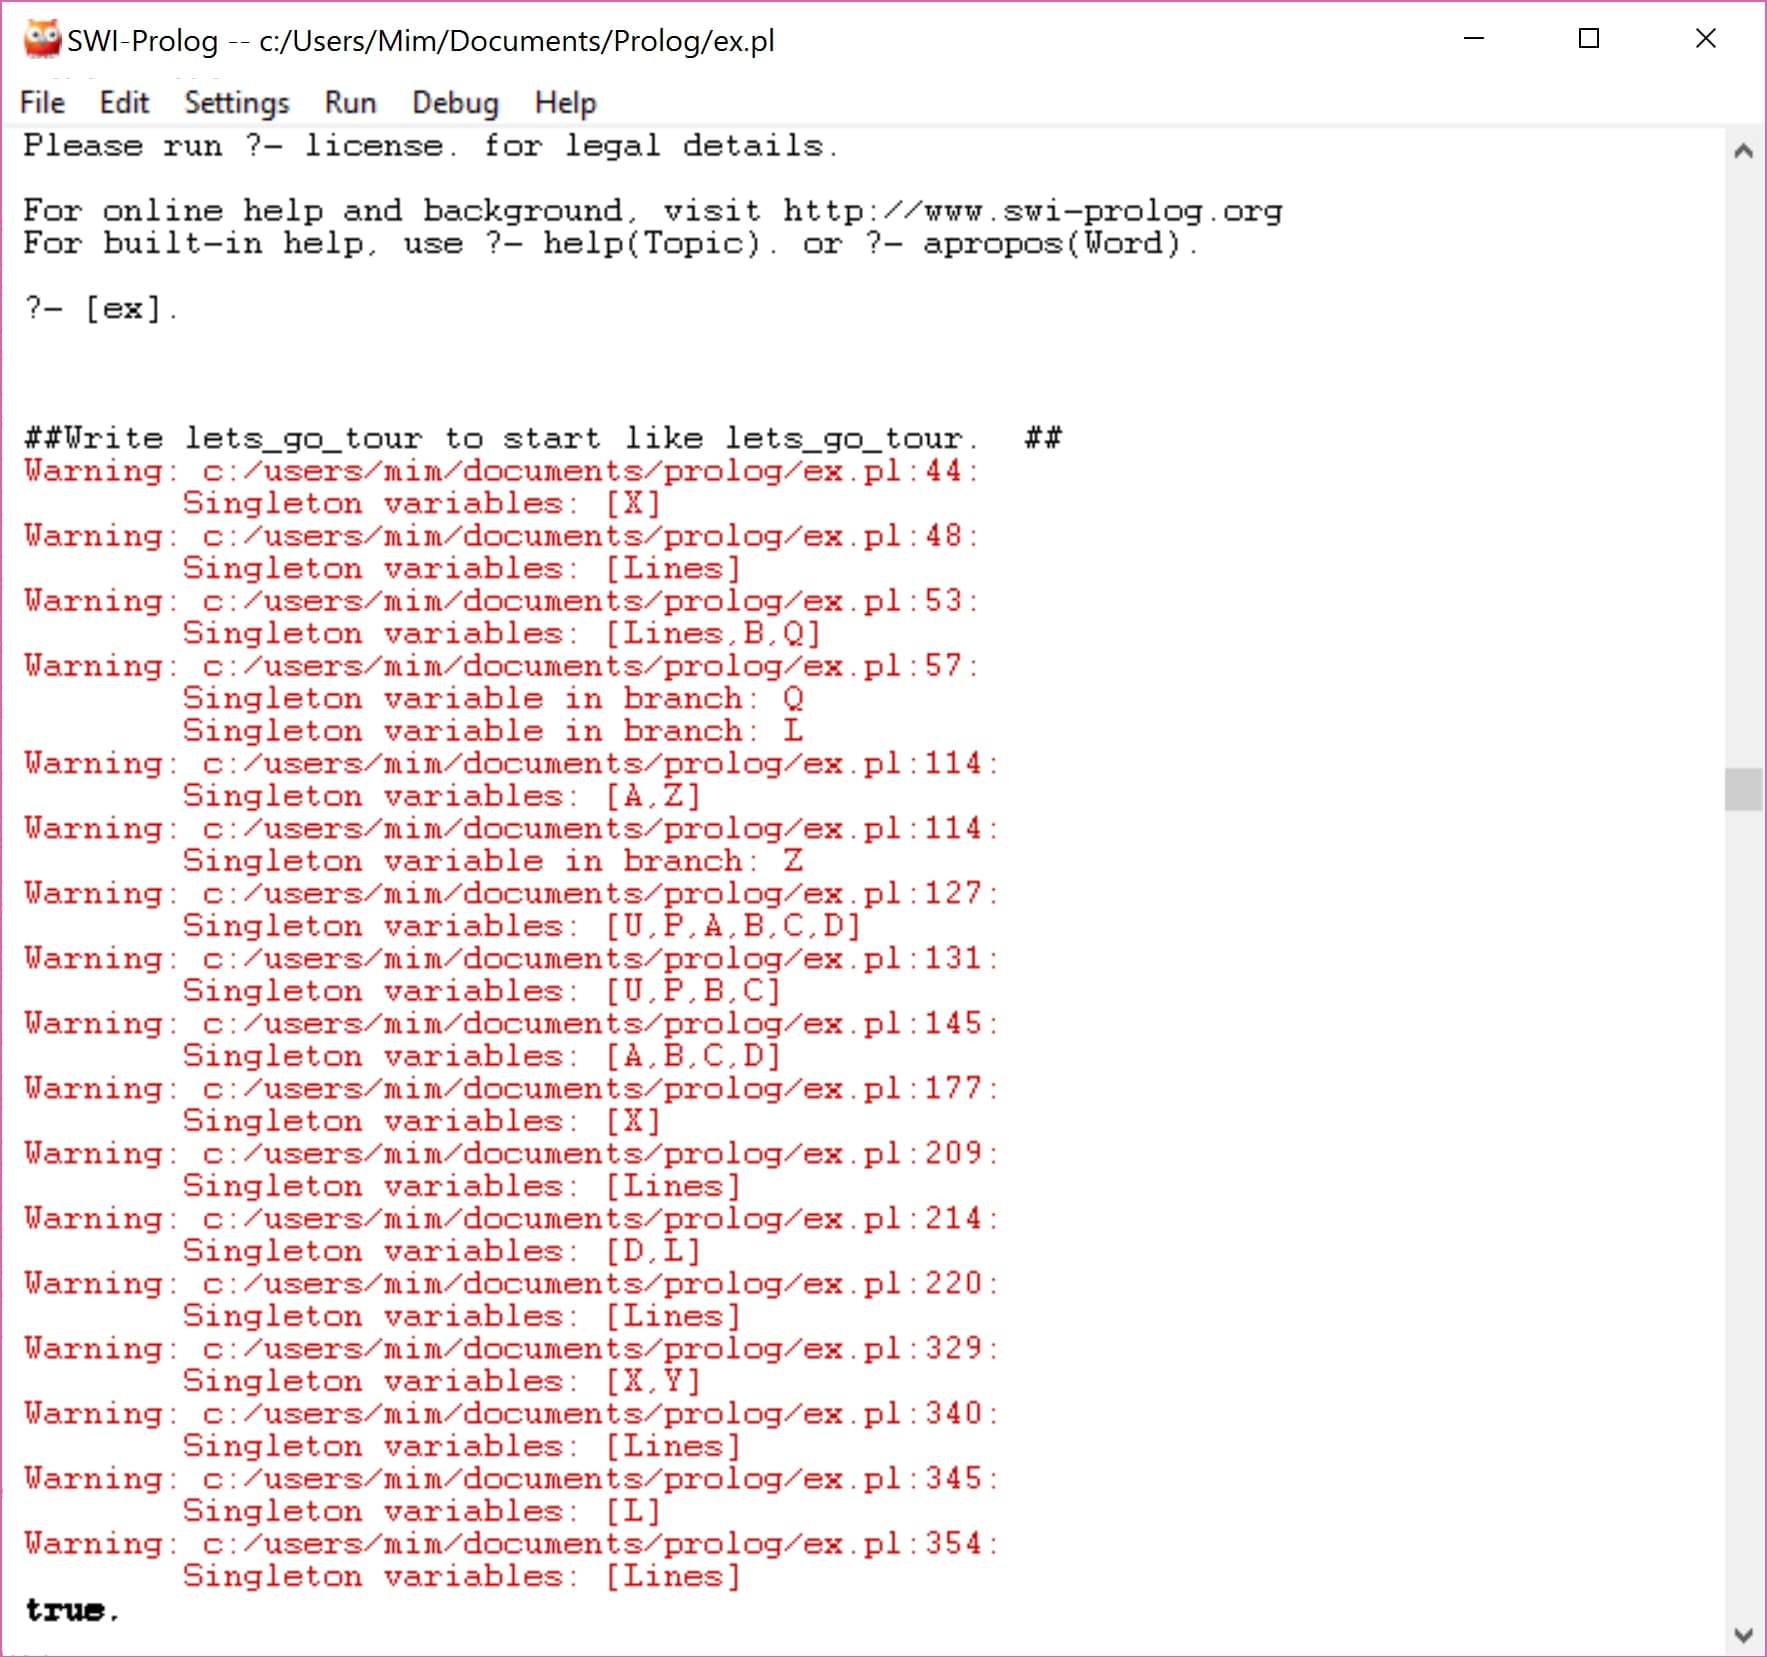 SWI-Prolog -- c:/Users/Mim/Documents/Prolog/ex.pl
File Edit Settings Run Debug Help
Please run ?- license. for legal details.
For online help and background, visit http://www.swi-prolog.org
For built-in help, use ?- help(Topic). or ?- apropos(Word).
?- [ex].
##Write lets_go_tour to start like lets_go_tour.  ##
Warning: c:/users/mim/documents/prolog/ex.pl:44:
Singleton variables: [X]
Warning: c:/users/mim/documents/prolog/ex.pl:48:
Singleton variables: [Lines]
Warning: c:/users/mim/documents/prolog/ex.pl:53:
Singleton variables: [Lines,B,Q]
Warning: c:/users/mim/documents/prolog/ex.pl:57:
Singleton variable in branch: Q
Singleton variable in branch: L
Warning: c:/users/mim/documents/prolog/ex.pl:114:
Singleton variables: [A,Z]
Warning: c:/users/mim/documents/prolog/ex.pl:114:
Singleton variable in branch: Z
Warning: c:/users/mim/documents/prolog/ex.pl:127:
Singleton variables: [U,P,A,B,C,D]
Warning: c:/users/mim/documents/prolog/ex.pl:131:
Singleton variables: [U,P,B,C]
Warning: c:/users/mim/documents/prolog/ex.pl:145:
Singleton variables: [A,B,C,D]
Warning: c:/users/mim/documents/prolog/ex.pl:177:
Singleton variables: [X]
Warning: c:/users/mim/documents/prolog/ex.pl:209:
Singleton variables: [Lines]
Warning: c:/users/mim/documents/prolog/ex.pl:214:
Singleton variables: [D,L]
Warning: c:/users/mim/documents/prolog/ex.pl:220:
Singleton variables: [Lines]
Warning: c:/users/mim/documents/prolog/ex.pl:329:
Singleton variables: [X,Y]
Warning: c:/users/mim/documents/prolog/ex.pl:340:
Singleton variables: [Lines]
Warning: c:/users/mim/documents/prolog/ex.pl:345:
Singleton variables: [L]
Warning: c:/users/mim/documents/prolog/ex.pl:354:
Singleton variables: [Lines]
true.